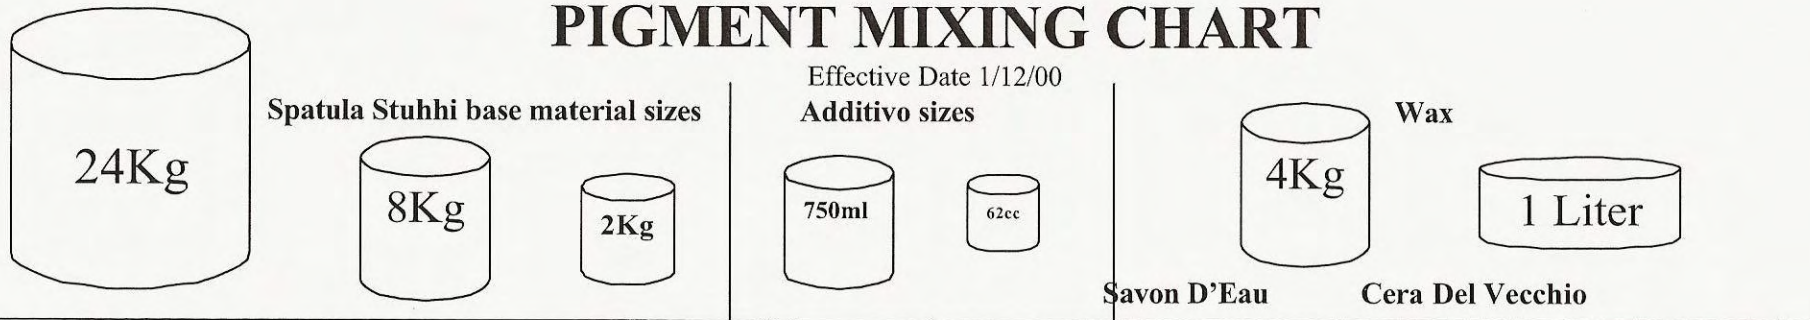 PIGMENT MIXING CHART
Effective Date 1/12/00
Spatula Stuhhi base material sizes
Additivo sizes
Wax
24Kg
8Kg
2Kg
750ml
62cc
4Kg
1 Liter
Savon D'Eau
Cera Del Vecchio